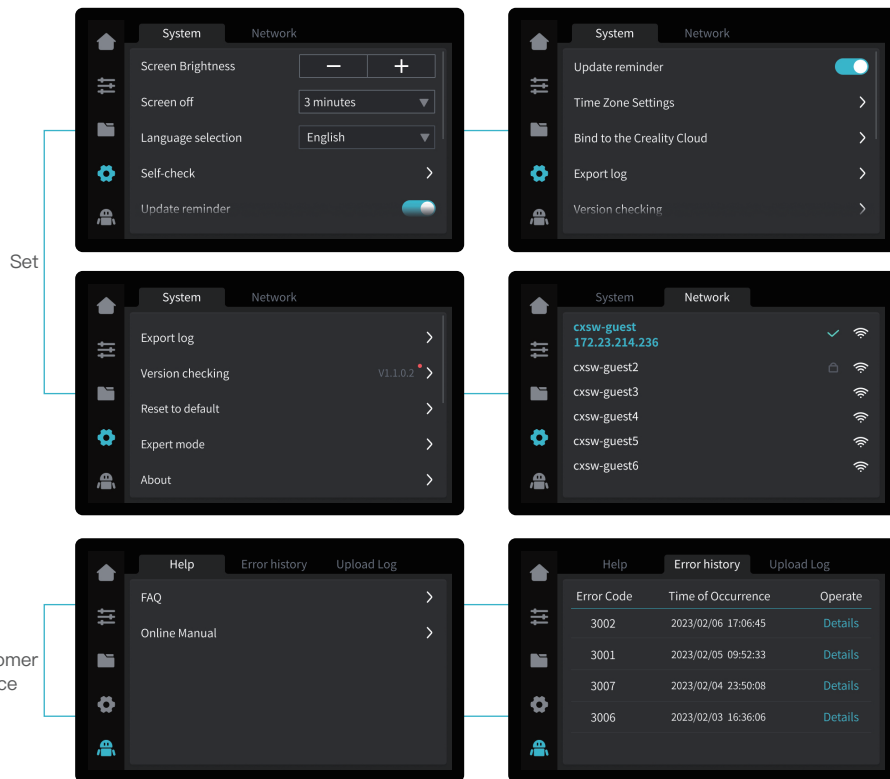 System Network
Screen Brightness − +
Screen off 3 minutes
Language selection English
Self-check
Update reminder
System Network
Update reminder
Time Zone Settings
Bind to the Creality Cloud
Export log
Version checking
Set
System Network
Export log
Version checking V1.1.0.2
Reset to default
Expert mode
About
System Network
cxsw-guest
172.23.214.236
cxsw-guest2
cxsw-guest3
cxsw-guest4
cxsw-guest5
cxsw-guest6
omer
ce
Help Error history Upload Log
FAQ
Online Manual
Help Error history Upload Log
Error Code Time of Occurrence Operate
3002 2023/02/06 17:06:45 Details
3001 2023/02/05 09:52:33 Details
3007 2023/02/04 23:50:08 Details
3006 2023/02/03 16:36:06 Details